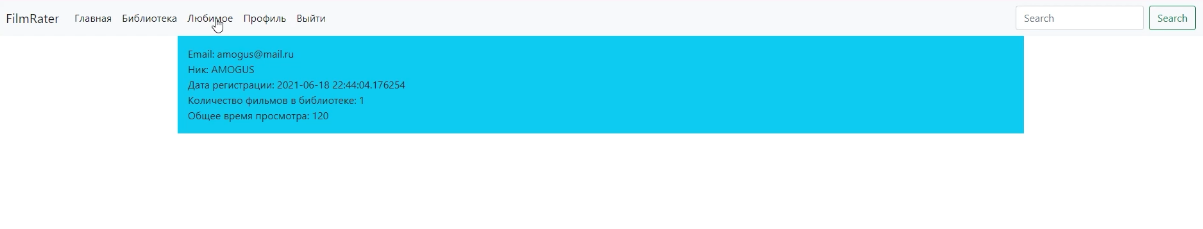 FilmRater Главная Библиотека Любимое Профиль Выйти Search Search
Email: amogus@mail.ru
Ник: AMOGUS
Дата регистрации: 2021-06-18 22:44:04.176254
Количество фильмов в библиотеке: 1
Общее время просмотра: 120